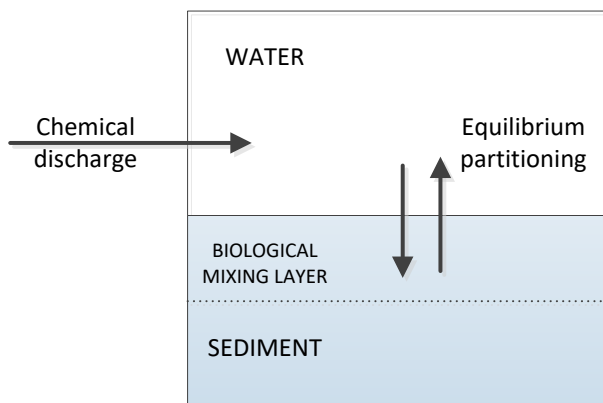 WATER
Chemical
discharge
Equilibrium
partitioning
BIOLOGICAL
MIXING LAYER
SEDIMENT